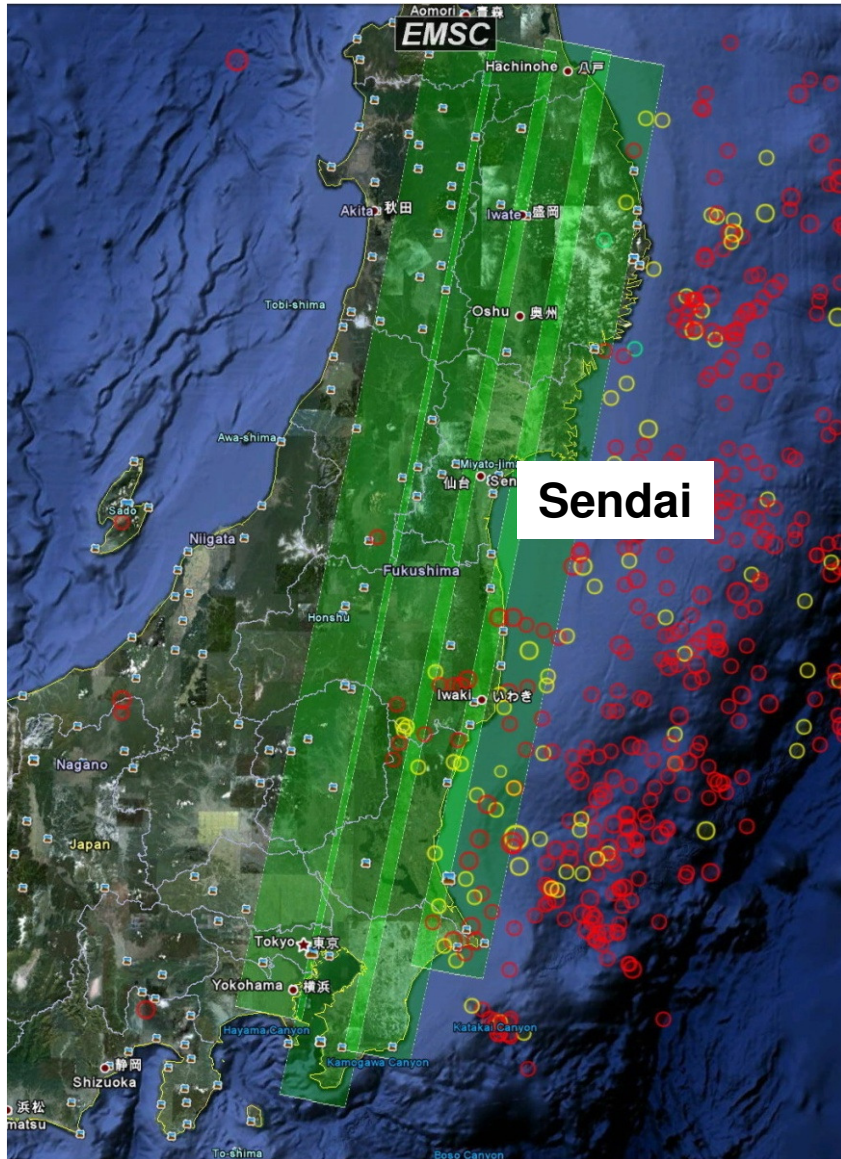 Aomori 青森
EMSC
Hachinohe 八戸
Akita 秋田
Iwate 盛岡
Tobi-shima
Oshu 奥州
Awa-shima
Miyato-jima
仙台 Sen
Sendai
Sado
Niigata
Fukushima
Honshu
Iwaki いわき
Nagano
Japan
Tokyo 東京
Yokohama 横浜
Hayama Canyon
Katakai Canyon
Kamogawa Canyon
静岡
Shizuoka
浜松
matsu
To-shima
Boso Canyon